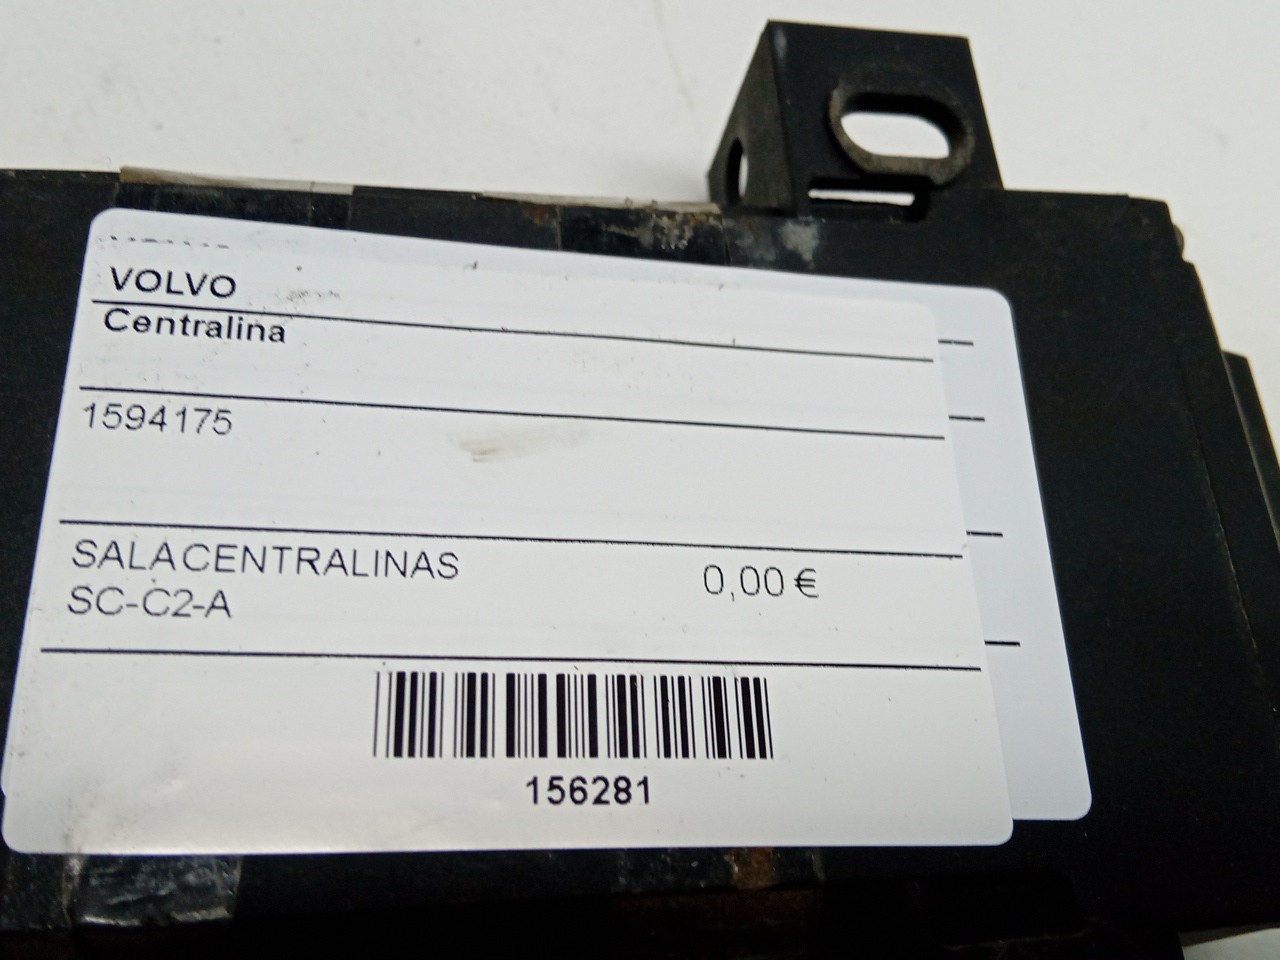 VOLVO
Centralina
1594175
SALACENTRALINAS
0,00 €
SC-C2-A
156281